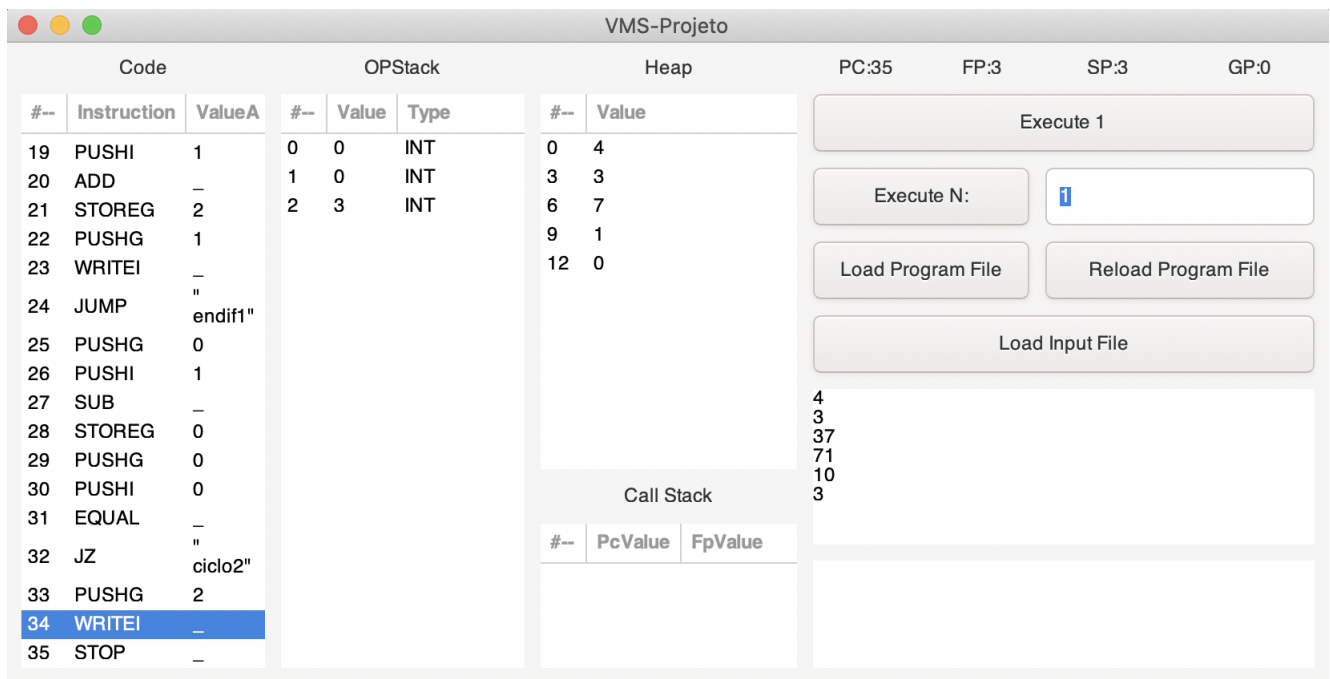 VMS-Projeto
Code
#-- Instruction ValueA
19 PUSHI 1
20 ADD _
21 STOREG 2
22 PUSHG 1
23 WRITEI _
24 JUMP "
endif1"
25 PUSHG 0
26 PUSHI 1
27 SUB _
28 STOREG 0
29 PUSHG 0
30 PUSHI 0
31 EQUAL _
32 JZ "
ciclo2"
33 PUSHG 2
34 WRITEI _
35 STOP _
OPStack
#-- Value Type
0 0 INT
1 0 INT
2 3 INT
Heap
#-- Value
0 4
3 3
6 7
9 1
12 0
Call Stack
#-- PcValue FpValue
PC:35 FP:3 SP:3 GP:0
Execute 1
Execute N: 1
Load Program File Reload Program File
Load Input File
4
3
37
71
10
3